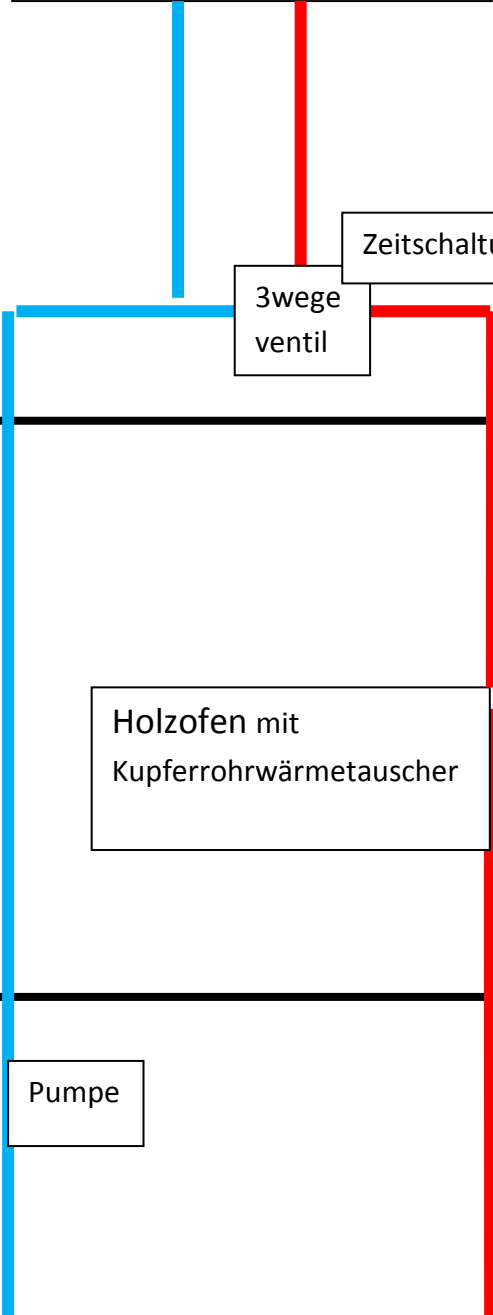 Zeitschaltu
3wege
ventil
Holzofen mit
Kupferrohrwärmetauscher
Pumpe